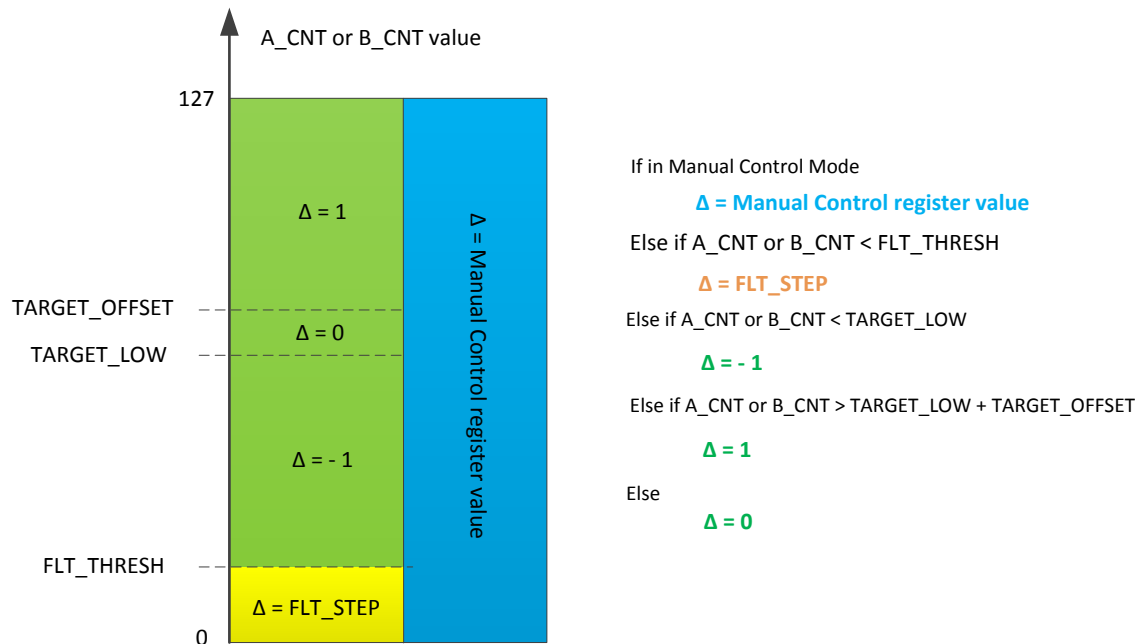 A_CNT or B_CNT value
127
Δ = 1
TARGET_OFFSET
Δ = 0
TARGET_LOW
Δ = - 1
FLT_THRESH
Δ = FLT_STEP
0
Δ = Manual Control register value
If in Manual Control Mode
Δ = Manual Control register value
Else if A_CNT or B_CNT < FLT_THRESH
Δ = FLT_STEP
Else if A_CNT or B_CNT < TARGET_LOW
Δ = - 1
Else if A_CNT or B_CNT > TARGET_LOW + TARGET_OFFSET
Δ = 1
Else
Δ = 0